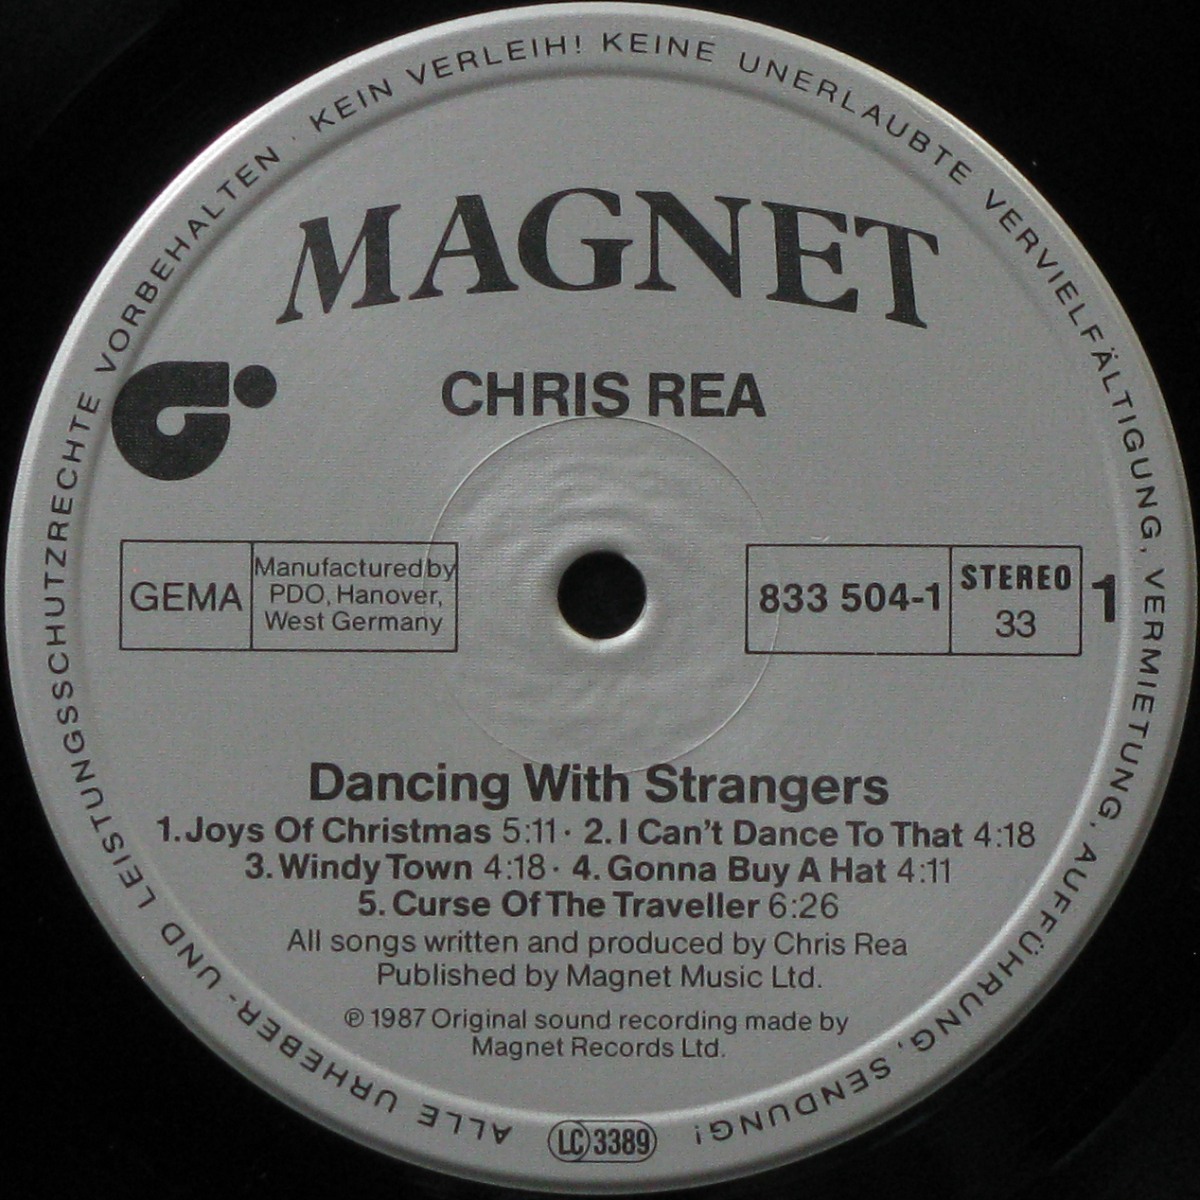 ALLE URHEBER- UND LEISTUNGSSCHUTZRECHTE VORBEHALTEN · KEIN VERLEIH! KEINE UNERLAUBTE VERVIELFÄLTIGUNG, VERMIETUNG, AUFFÜHRUNG, SENDUNG!
MAGNET
CHRIS REA
GEMA
Manufactured by
PDO, Hanover,
West Germany
833 504-1
STEREO
33
1
Dancing With Strangers
1. Joys Of Christmas 5:11 · 2. I Can't Dance To That 4:18
3. Windy Town 4:18 · 4. Gonna Buy A Hat 4:11
5. Curse Of The Traveller 6:26
All songs written and produced by Chris Rea
Published by Magnet Music Ltd.
℗ 1987 Original sound recording made by
Magnet Records Ltd.
LC 3389